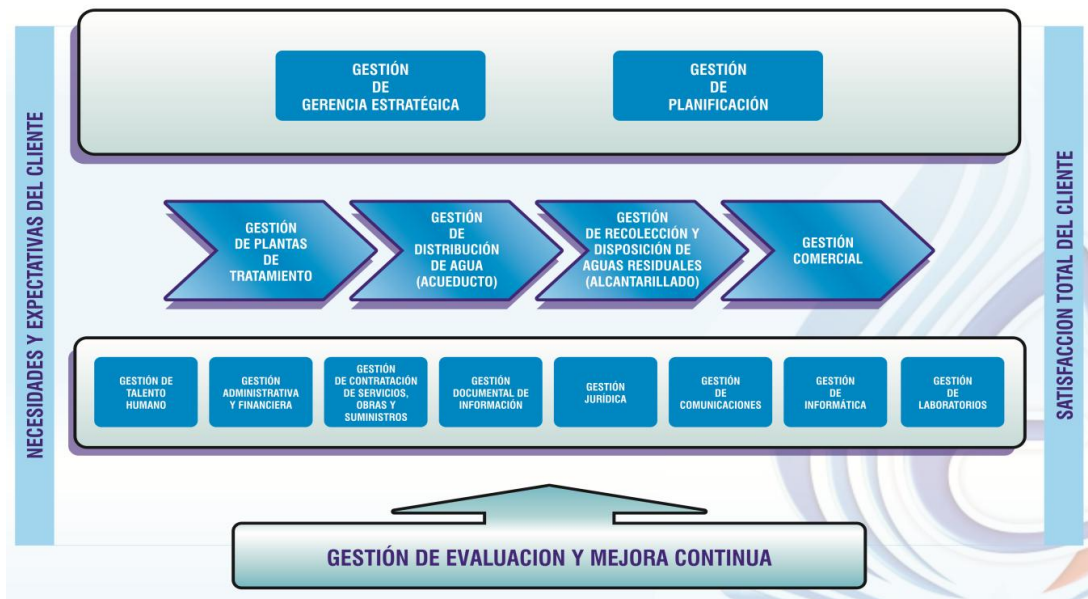 GESTIÓN
DE
GERENCIA ESTRATÉGICA
GESTIÓN
DE
PLANIFICACIÓN
NECESIDADES Y EXPECTATIVAS DEL CLIENTE
GESTIÓN
DE PLANTAS
DE
TRATAMIENTO
GESTIÓN
DE
DISTRIBUCIÓN
DE AGUA
(ACUEDUCTO)
GESTIÓN
DE RECOLECCIÓN Y
DISPOSICIÓN DE
AGUAS RESIDUALES
(ALCANTARILLADO)
GESTIÓN
COMERCIAL
SATISFACCION TOTAL DEL CLIENTE
GESTIÓN DE
TALENTO
HUMANO
GESTIÓN
ADMINISTRATIVA
Y FINANCIERA
GESTIÓN
DE CONTRATACIÓN
DE SERVICIOS,
OBRAS Y
SUMINISTROS
GESTIÓN
DOCUMENTAL DE
INFORMACIÓN
GESTIÓN
JURÍDICA
GESTIÓN
DE
COMUNICACIONES
GESTIÓN
DE
INFORMÁTICA
GESTIÓN
DE
LABORATORIOS
GESTIÓN DE EVALUACION Y MEJORA CONTINUA